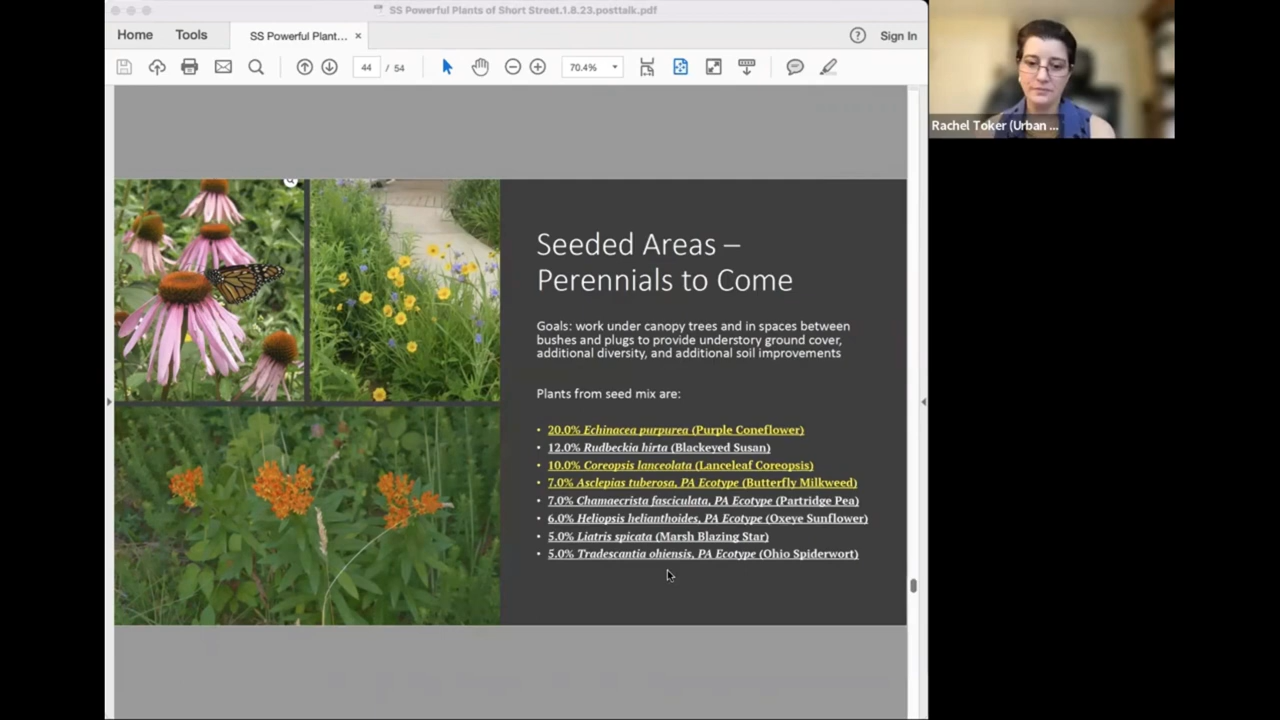 SS Powerful Plants of Short Street.1.8.23.posttalk.pdf
Home Tools SS Powerful Plant... × ? Sign In
44 / 54 70.4%
Rachel Toker (Urban ...
Seeded Areas –
Perennials to Come
Goals: work under canopy trees and in spaces between
bushes and plugs to provide understory ground cover,
additional diversity, and additional soil improvements
Plants from seed mix are:
• 20.0% Echinacea purpurea (Purple Coneflower)
• 12.0% Rudbeckia hirta (Blackeyed Susan)
• 10.0% Coreopsis lanceolata (Lanceleaf Coreopsis)
• 7.0% Asclepias tuberosa, PA Ecotype (Butterfly Milkweed)
• 7.0% Chamaecrista fasciculata, PA Ecotype (Partridge Pea)
• 6.0% Heliopsis helianthoides, PA Ecotype (Oxeye Sunflower)
• 5.0% Liatris spicata (Marsh Blazing Star)
• 5.0% Tradescantia ohiensis, PA Ecotype (Ohio Spiderwort)